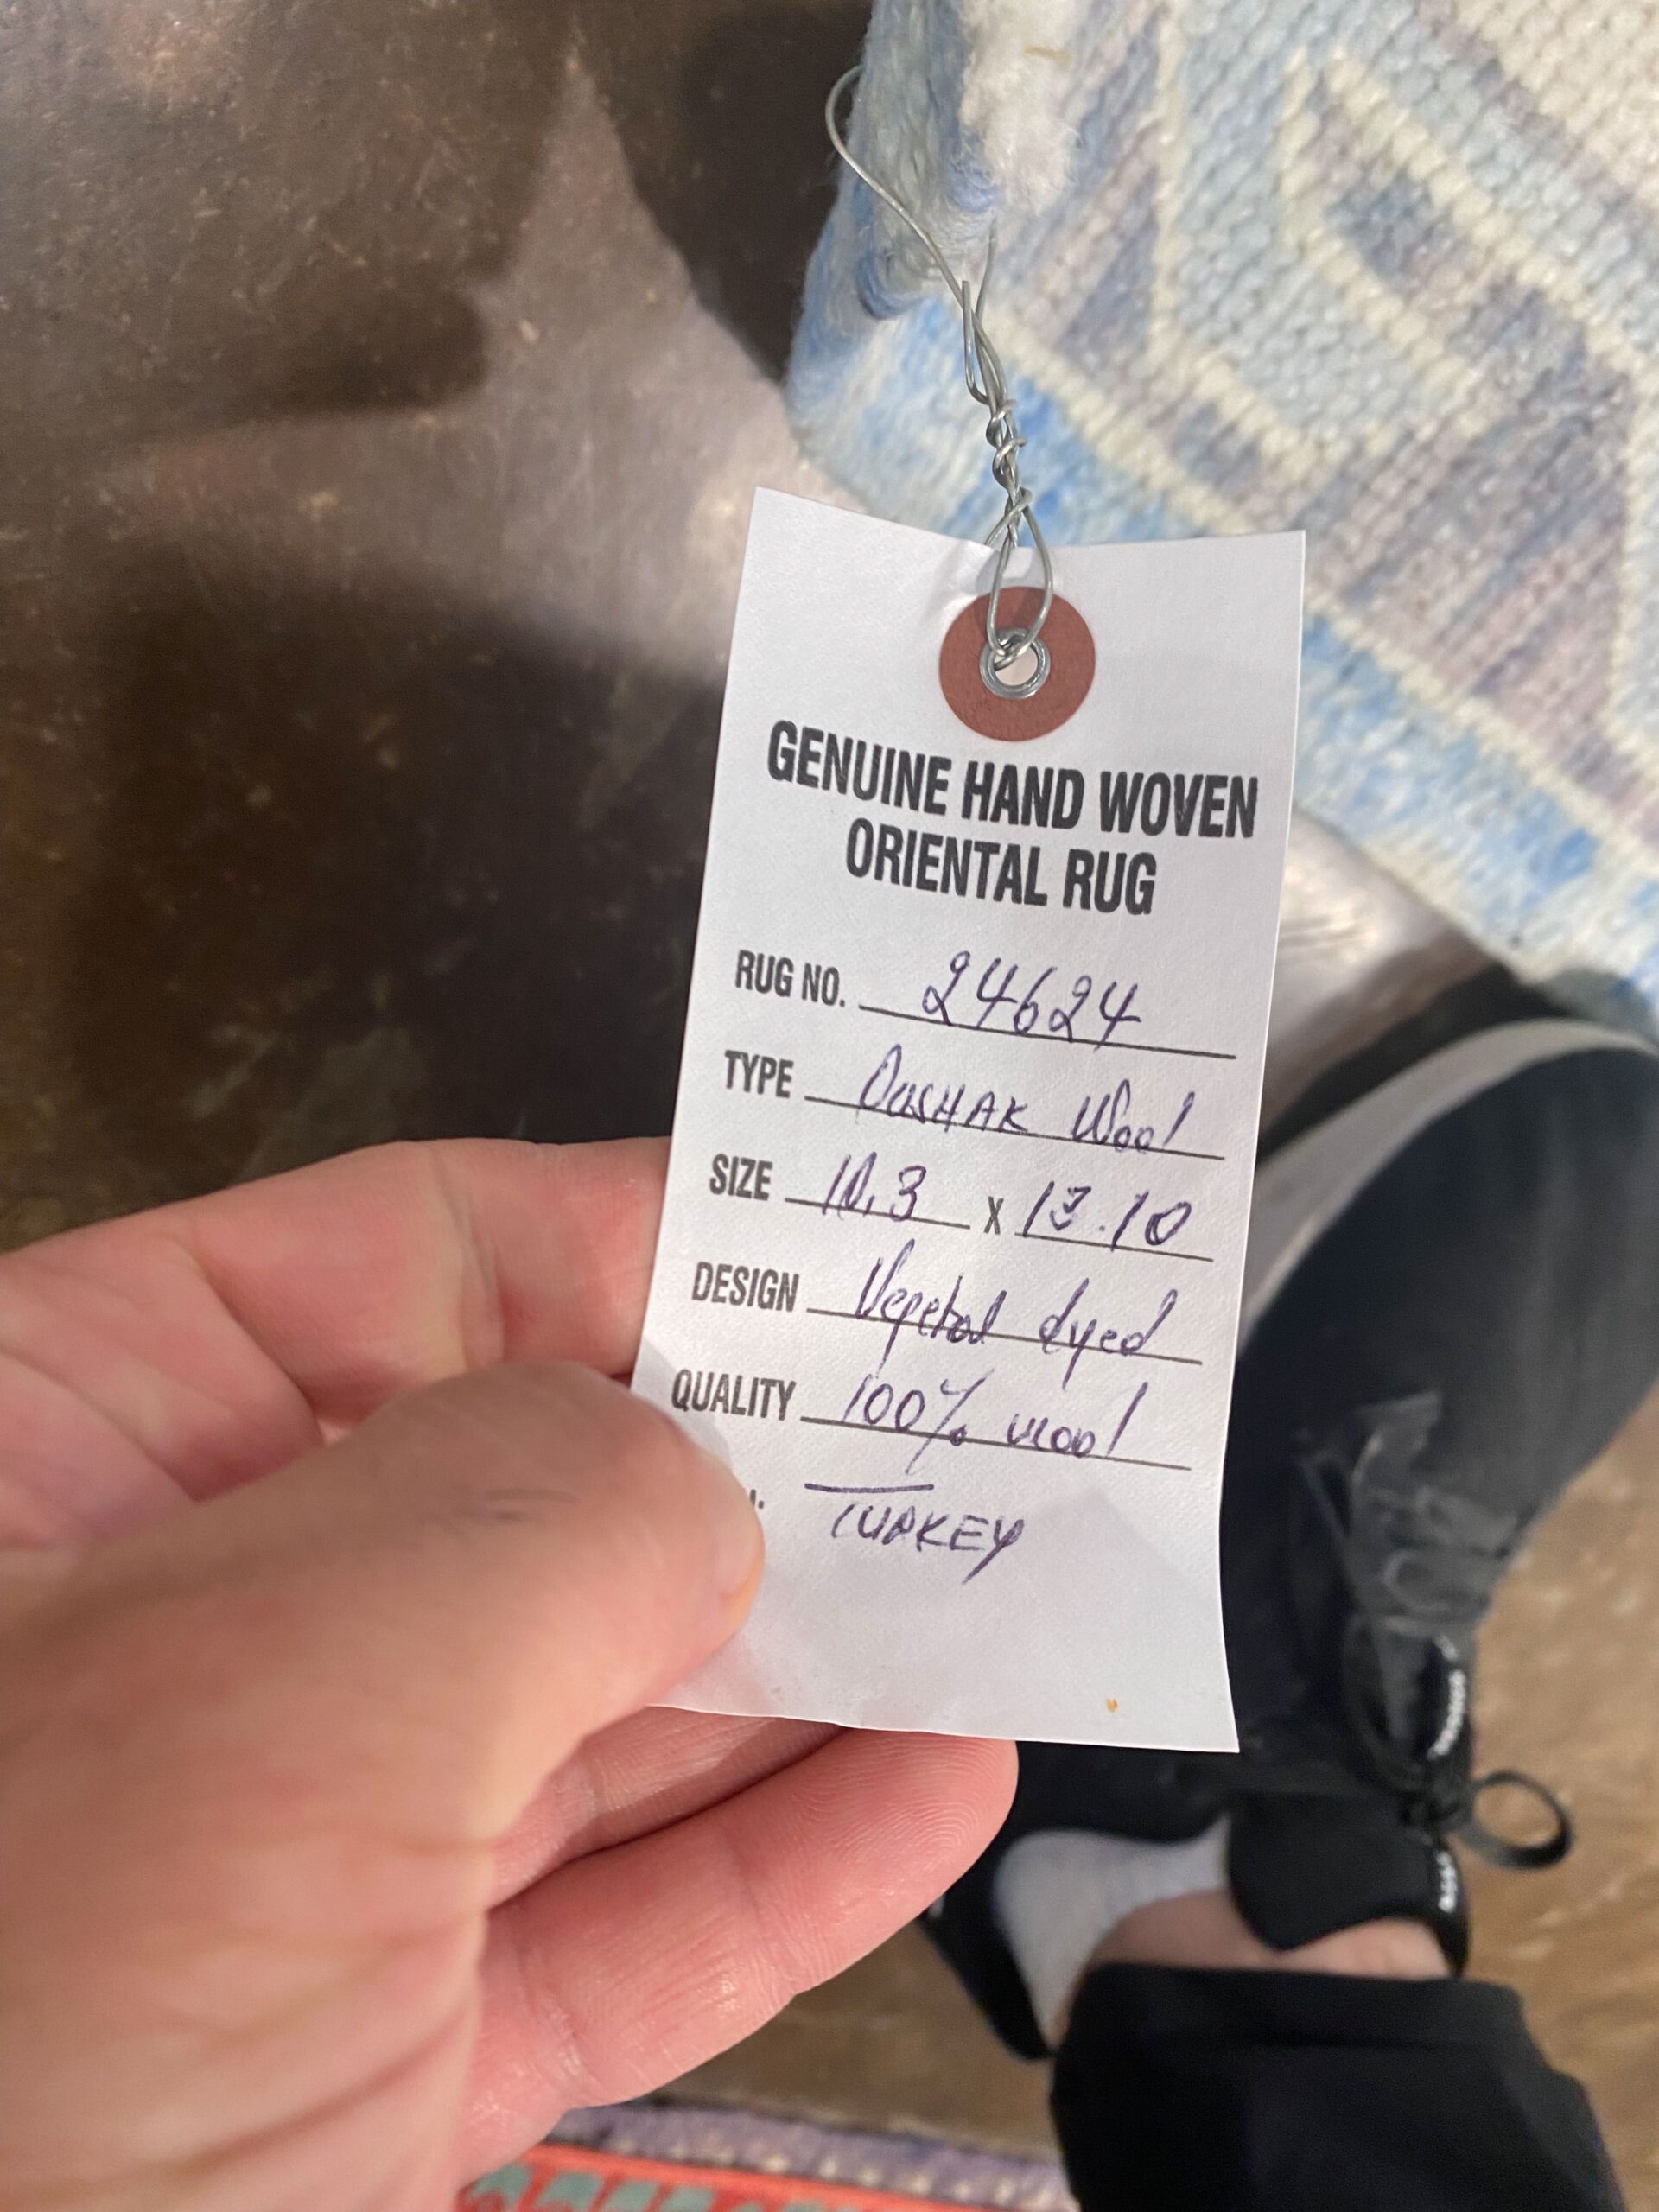 GENUINE HAND WOVEN
ORIENTAL RUG
RUG NO. 24624
TYPE OUSHAK Wool
SIZE 10.3 X 13.10
DESIGN Vegetal dyed
QUALITY 100% wool
TURKEY